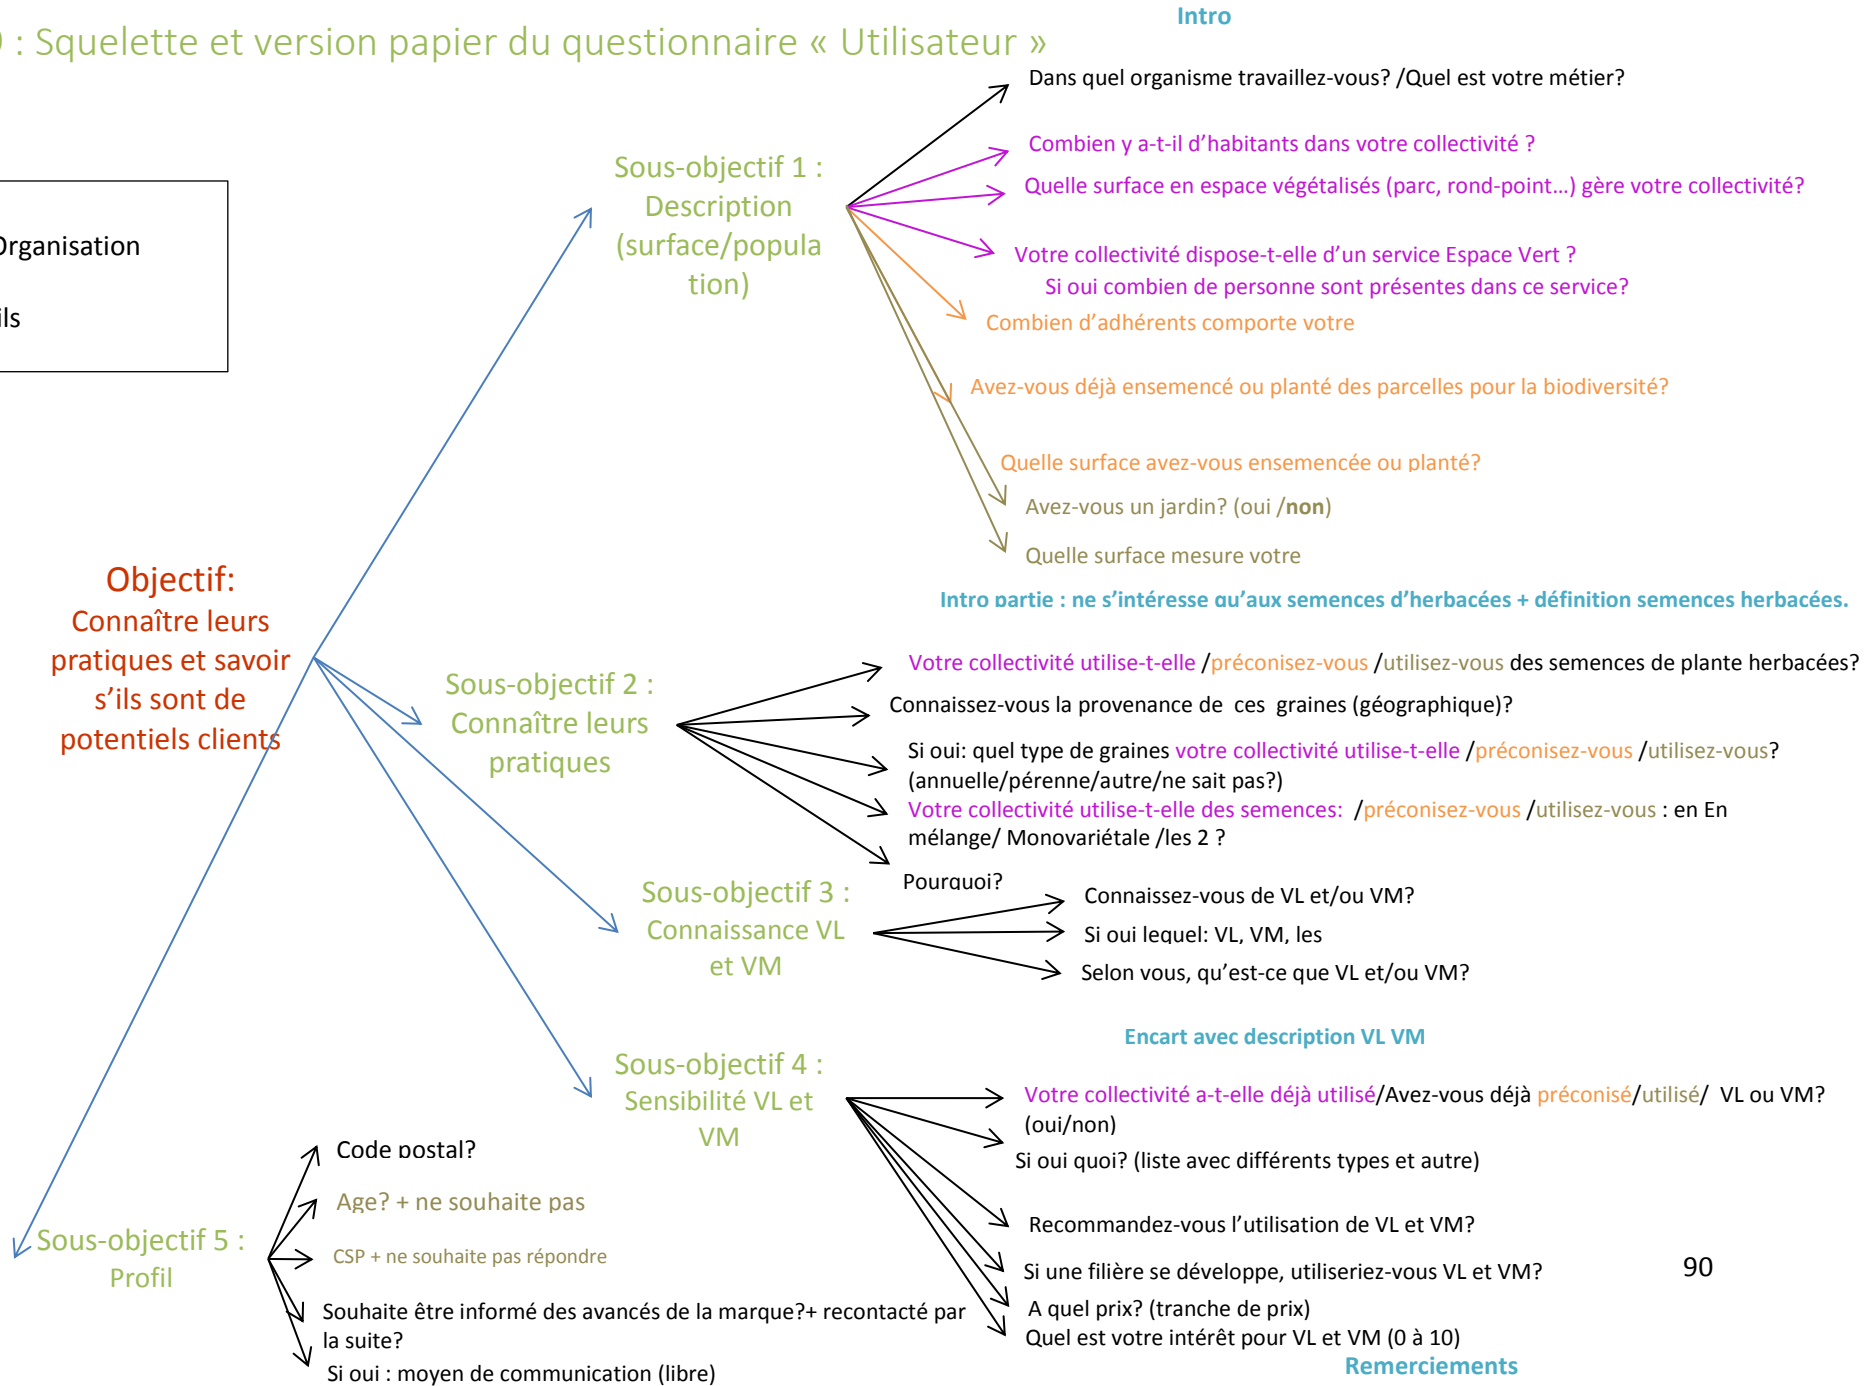 Intro
: Squelette et version papier du questionnaire « Utilisateur »
Organisation
ils
Objectif:
Connaître leurs
pratiques et savoir
s’ils sont de
potentiels clients
Sous-objectif 1 :
Description
(surface/popula
tion)
Dans quel organisme travaillez-vous? /Quel est votre métier?
Combien y a-t-il d’habitants dans votre collectivité ?
Quelle surface en espace végétalisés (parc, rond-point…) gère votre collectivité?
Votre collectivité dispose-t-elle d’un service Espace Vert ?
Si oui combien de personne sont présentes dans ce service?
Combien d’adhérents comporte votre
Avez-vous déjà ensemencé ou planté des parcelles pour la biodiversité?
Quelle surface avez-vous ensemencée ou planté?
Avez-vous un jardin? (oui /non)
Quelle surface mesure votre
Intro partie : ne s’intéresse qu’aux semences d’herbacées + définition semences herbacées.
Sous-objectif 2 :
Connaître leurs
pratiques
Votre collectivité utilise-t-elle /préconisez-vous /utilisez-vous des semences de plante herbacées?
Connaissez-vous la provenance de ces graines (géographique)?
Si oui: quel type de graines votre collectivité utilise-t-elle /préconisez-vous /utilisez-vous?
(annuelle/pérenne/autre/ne sait pas?)
Votre collectivité utilise-t-elle des semences: /préconisez-vous /utilisez-vous : en En
mélange/ Monovariétale /les 2 ?
Pourquoi?
Sous-objectif 3 :
Connaissance VL
et VM
Connaissez-vous de VL et/ou VM?
Si oui lequel: VL, VM, les
Selon vous, qu’est-ce que VL et/ou VM?
Encart avec description VL VM
Sous-objectif 4 :
Sensibilité VL et
VM
Votre collectivité a-t-elle déjà utilisé/Avez-vous déjà préconisé/utilisé/ VL ou VM?
(oui/non)
Si oui quoi? (liste avec différents types et autre)
Recommandez-vous l’utilisation de VL et VM?
Si une filière se développe, utiliseriez-vous VL et VM?
A quel prix? (tranche de prix)
Quel est votre intérêt pour VL et VM (0 à 10)
Sous-objectif 5 :
Profil
Code postal?
Age? + ne souhaite pas
CSP + ne souhaite pas répondre
Souhaite être informé des avancés de la marque?+ recontacté par
la suite?
Si oui : moyen de communication (libre)
Remerciements
90